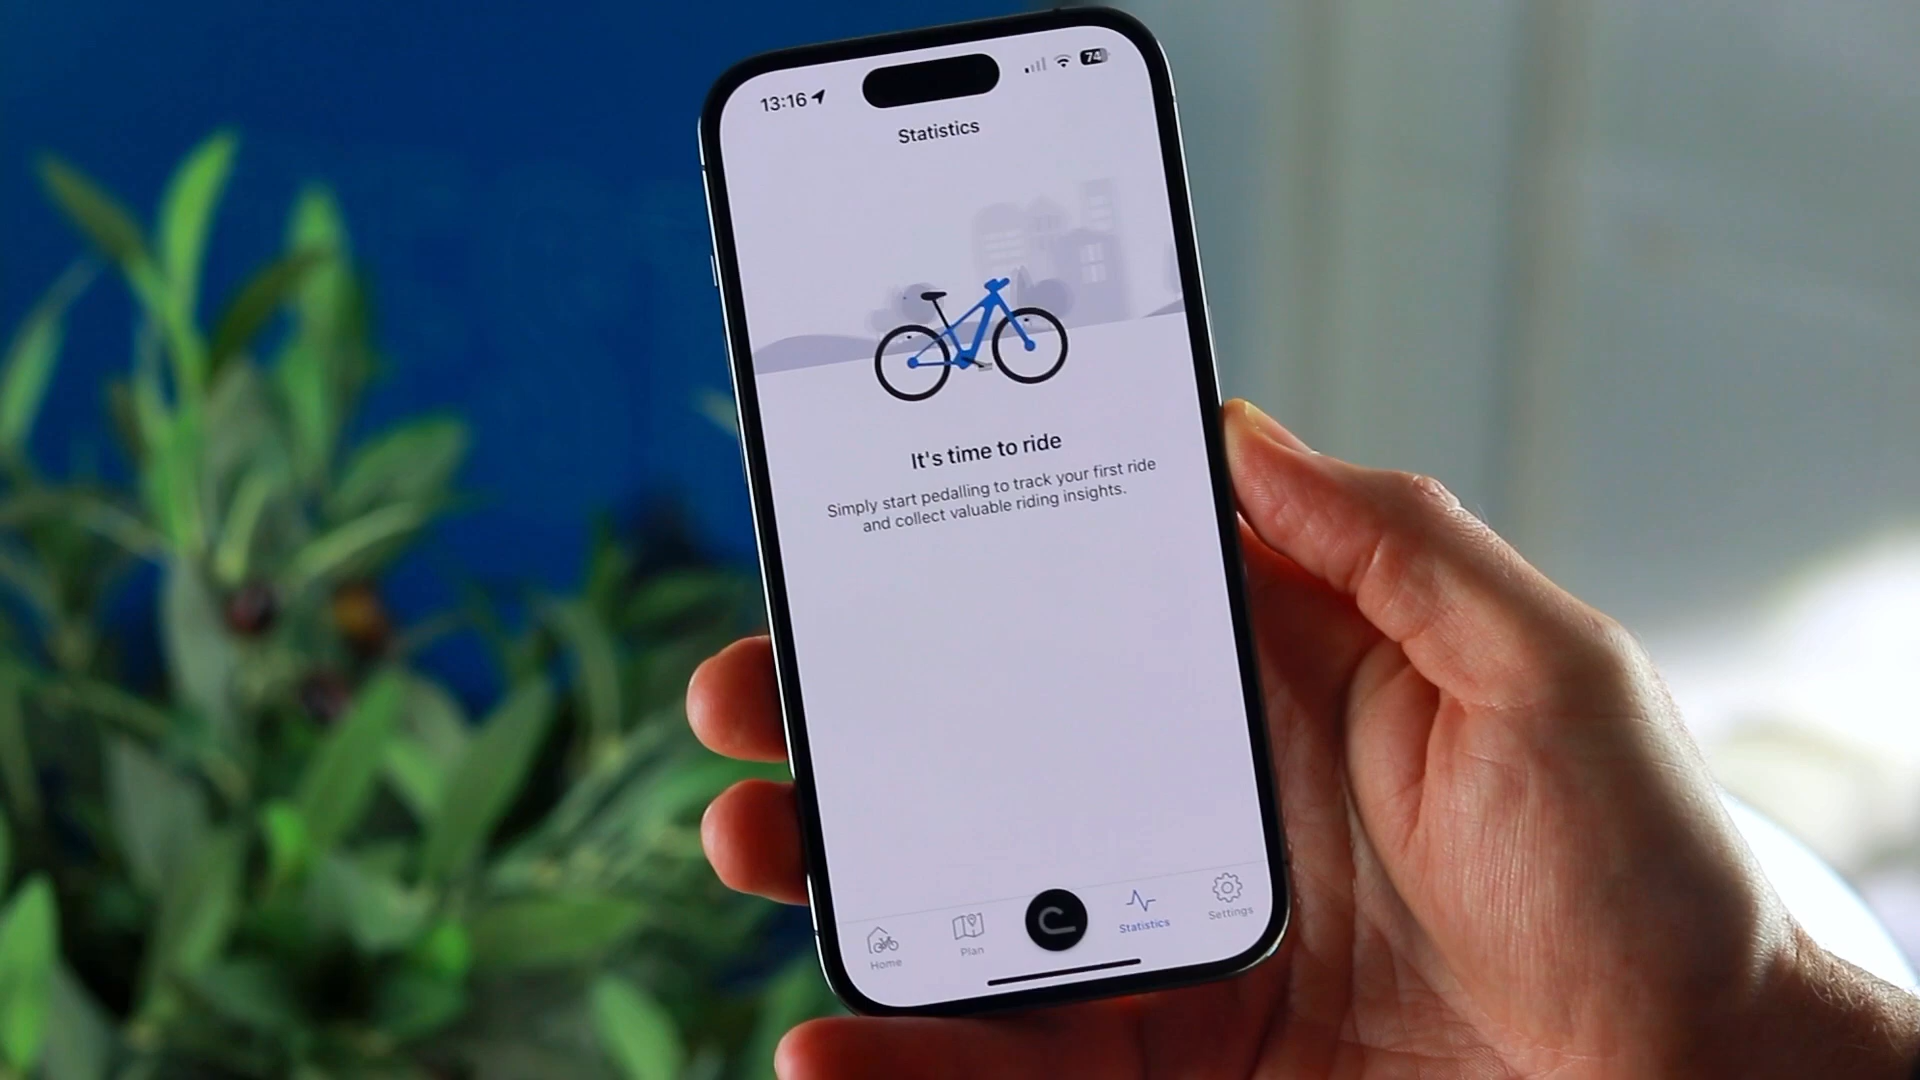 13:16
74
Statistics
It's time to ride
Simply start pedalling to track your first ride
and collect valuable riding insights.
Home
Plan
Statistics
Settings